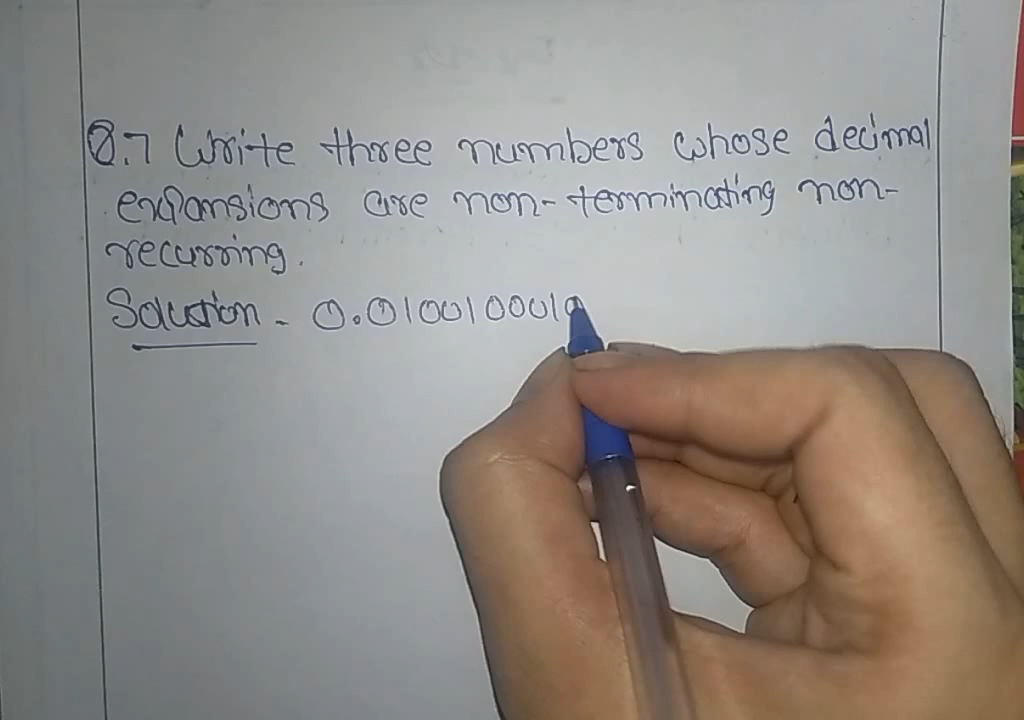 Q.7 Write three numbers whose decimal
expansions are non-terminating non-
recurring.
Solution - 0.0100100010